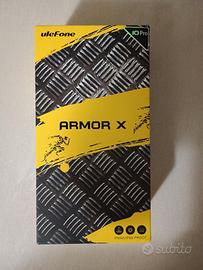 uleFone
10 Pro
ARMOR X
subito